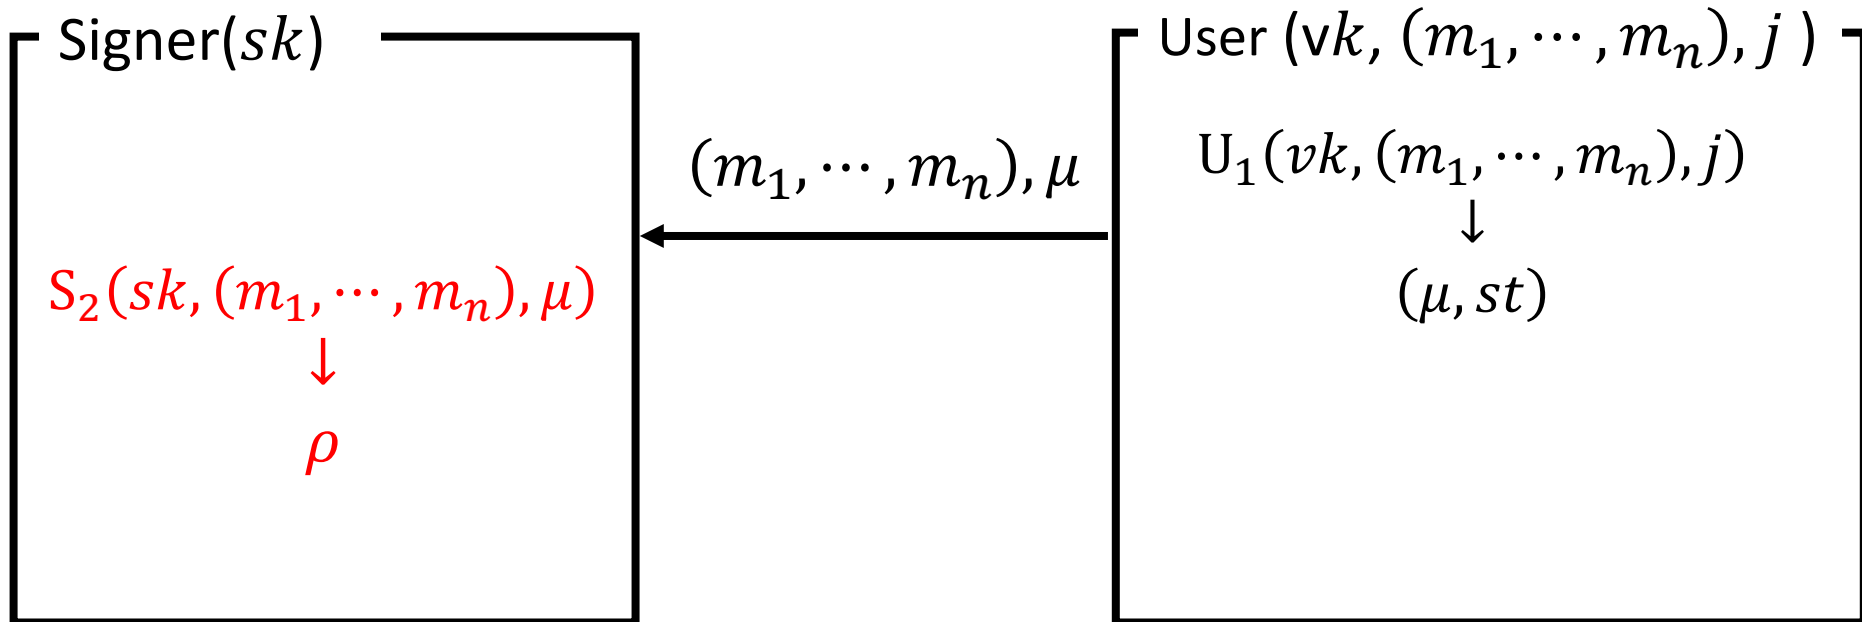 Signer(𝑠𝑘)
S₂(𝑠𝑘, (𝑚₁, ⋯ , 𝑚ₙ), 𝜇)
↓
𝜌
(𝑚₁, ⋯ , 𝑚ₙ), 𝜇
User (v𝑘, (𝑚₁, ⋯ , 𝑚ₙ), 𝑗 )
U₁(𝑣𝑘, (𝑚₁, ⋯ , 𝑚ₙ), 𝑗)
↓
(𝜇, 𝑠𝑡)